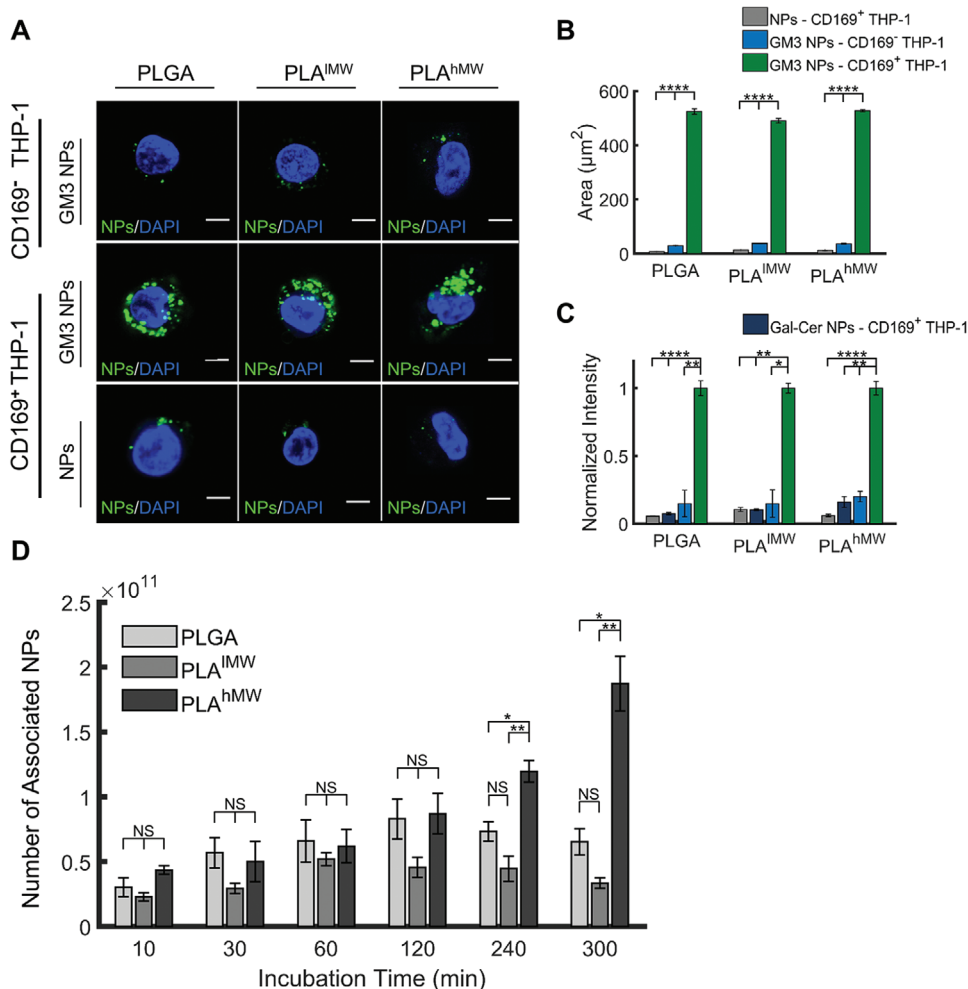 A
PLGA
PLA^lMW
PLA^hMW
CD169⁻ THP-1
GM3 NPs
NPs/DAPI
NPs/DAPI
NPs/DAPI
CD169⁺ THP-1
GM3 NPs
NPs/DAPI
NPs/DAPI
NPs/DAPI
NPs
NPs/DAPI
NPs/DAPI
NPs/DAPI
B
NPs - CD169⁺ THP-1
GM3 NPs - CD169⁻ THP-1
GM3 NPs - CD169⁺ THP-1
Area (µm²)
600
400
200
0
**** **** ****
PLGA PLA^lMW PLA^hMW
C
Gal-Cer NPs - CD169⁺ THP-1
Normalized Intensity
1
0.5
0
**** ** ****
** * **
PLGA PLA^lMW PLA^hMW
D
×10¹¹
Number of Associated NPs
2.5
2
1.5
1
0.5
0
PLGA
PLA^lMW
PLA^hMW
NS NS NS NS
* ** NS
* ** NS
10 30 60 120 240 300
Incubation Time (min)